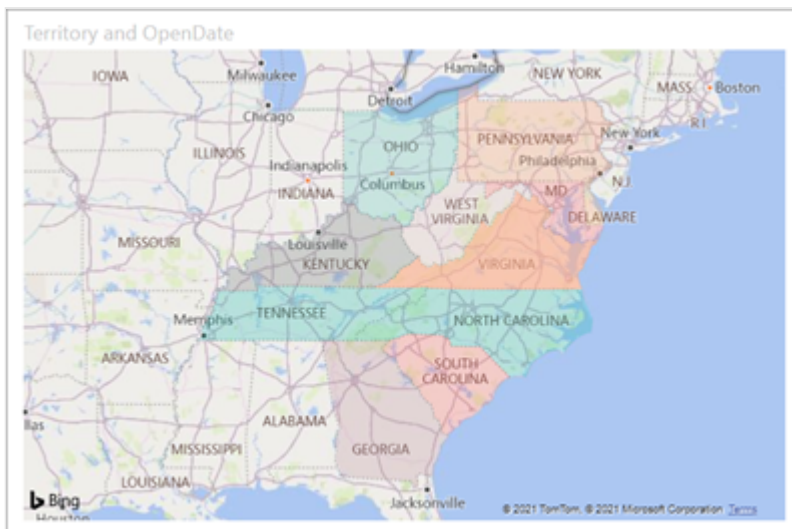 Territory and OpenDate
IOWA
Milwaukee
Hamilton
NEW YORK
Detroit
MASS
Boston
Chicago
R I
ILLINOIS
OHIO
PENNSYLVANIA
New York
Indianapolis
Philadelphia
INDIANA
Columbus
MD
N.J
WEST
VIRGINIA
DELAWARE
MISSOURI
Louisville
KENTUCKY
VIRGINIA
TENNESSEE
NORTH CAROLINA
Memphis
ARKANSAS
SOUTH
CAROLINA
llas
ALABAMA
MISSISSIPPI
GEORGIA
LOUISIANA
Bing
Jacksonville
© 2021 TomTom, © 2021 Microsoft Corporation Terms
Houston